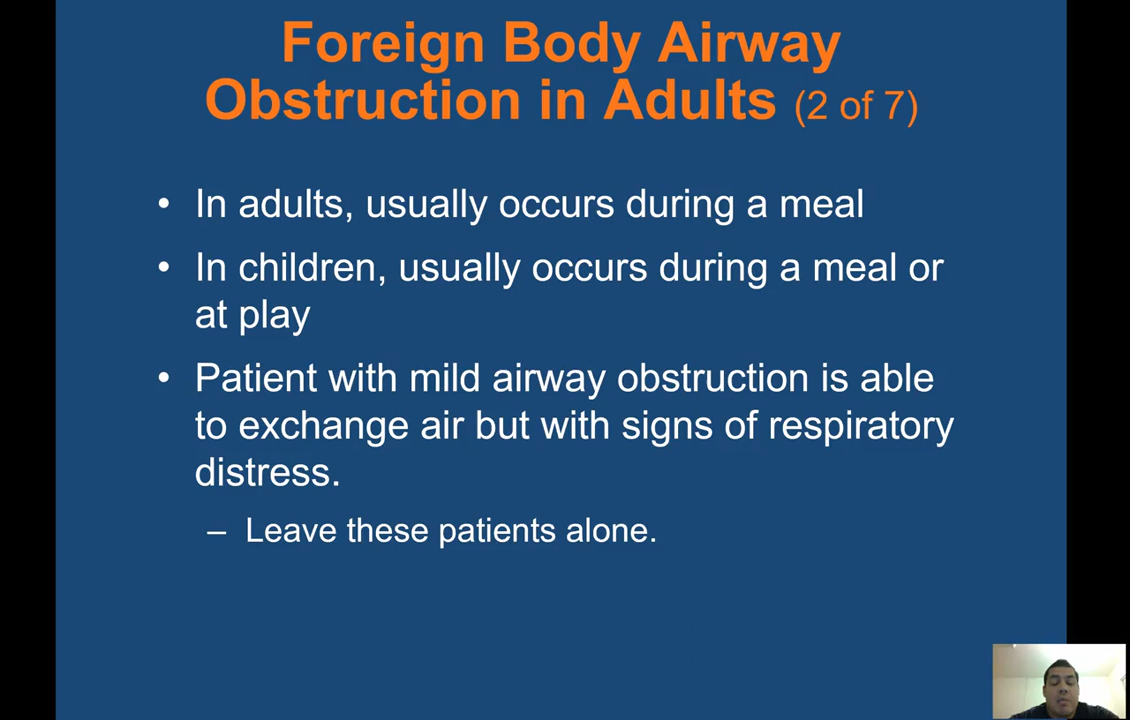 Foreign Body Airway
Obstruction in Adults (2 of 7)
• In adults, usually occurs during a meal
• In children, usually occurs during a meal or
at play
• Patient with mild airway obstruction is able
to exchange air but with signs of respiratory
distress.
– Leave these patients alone.